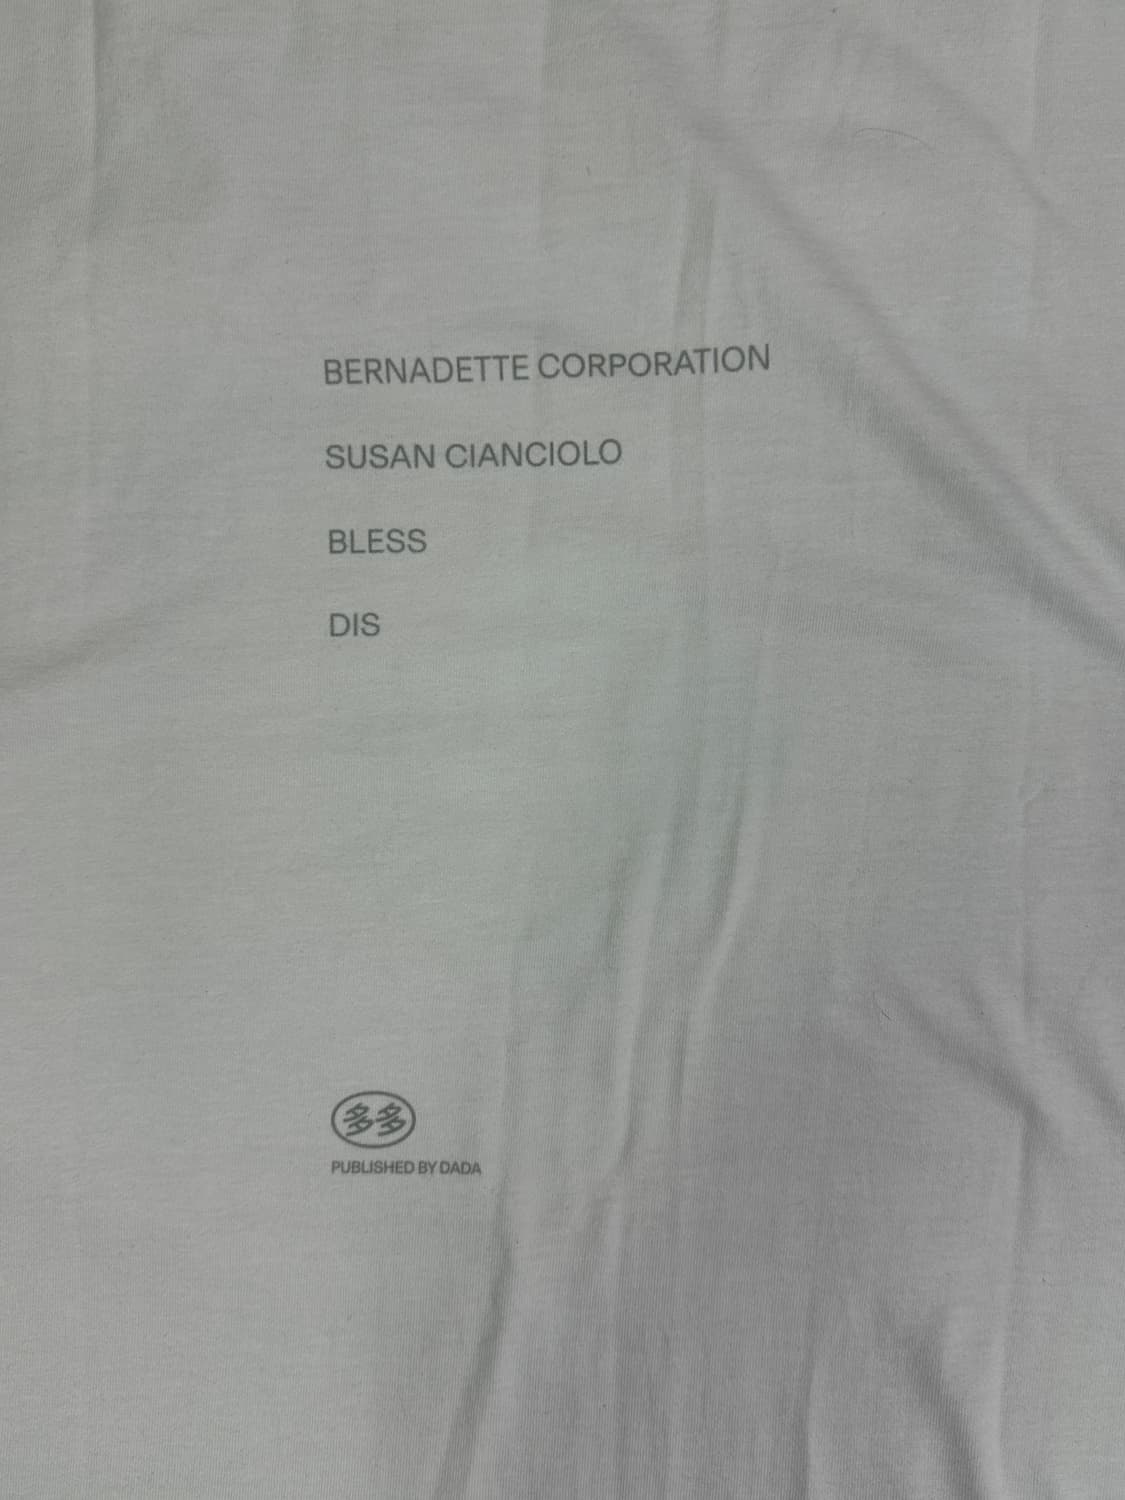 BERNADETTE CORPORATION
SUSAN CIANCIOLO
BLESS
DIS
多多
PUBLISHED BY DADA